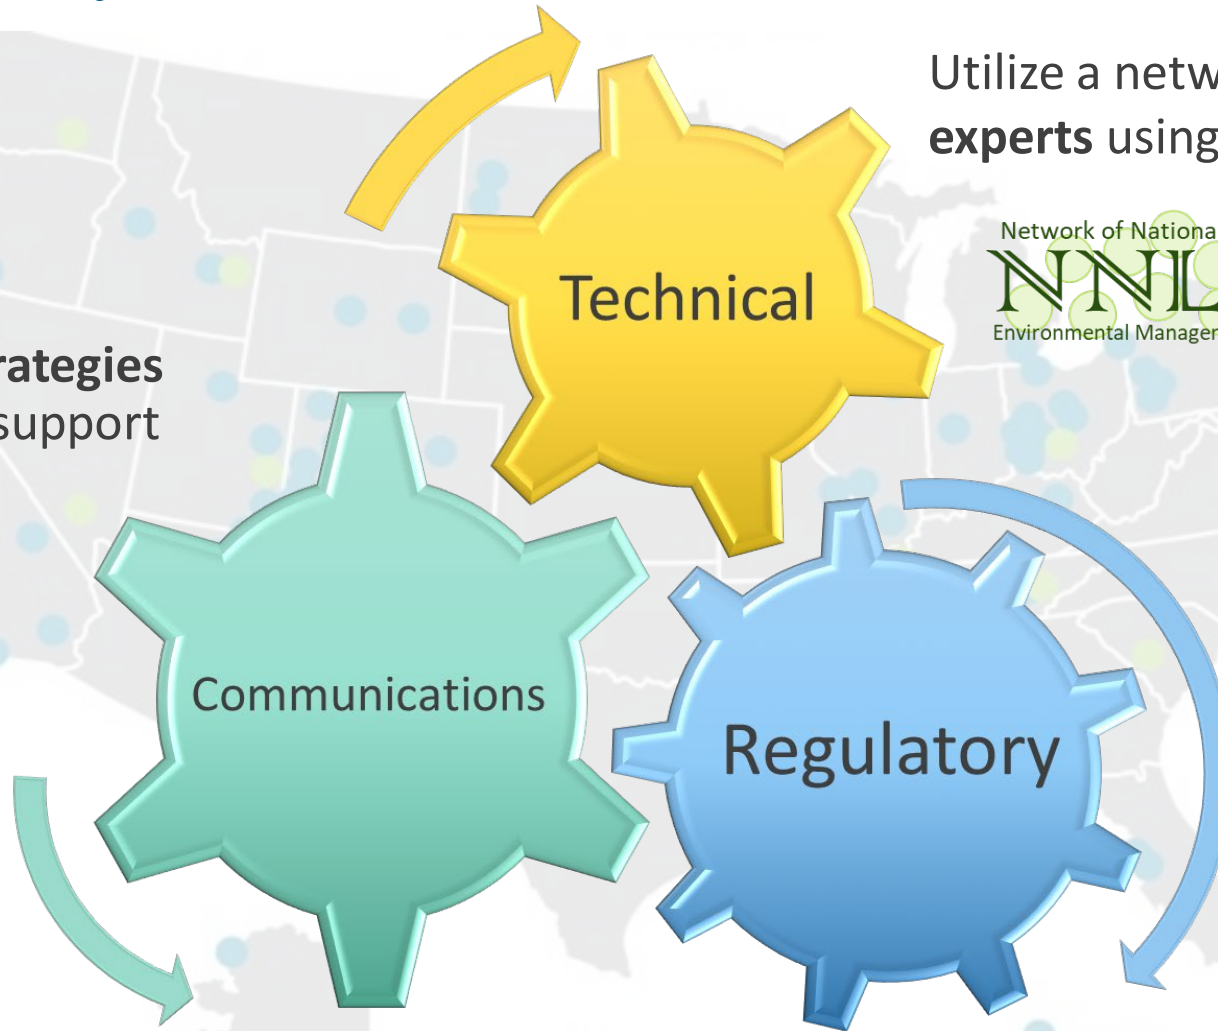 Utilize a netw
experts using
Network of Nationa
NNL
Environmental Manager
Technical
rategies
support
Communications
Regulatory